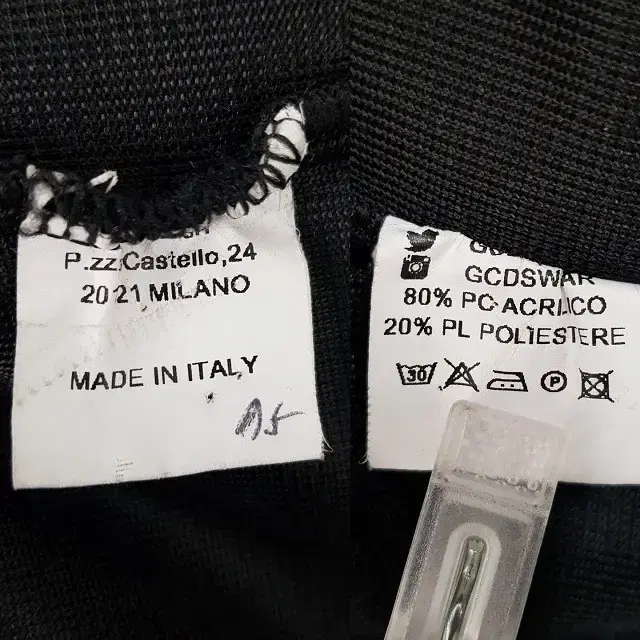 P.zz Castello,24
20121 MILANO
MADE IN ITALY
GCDSWAR
80% PC ACRILICO
20% PL POLIESTERE
30
P